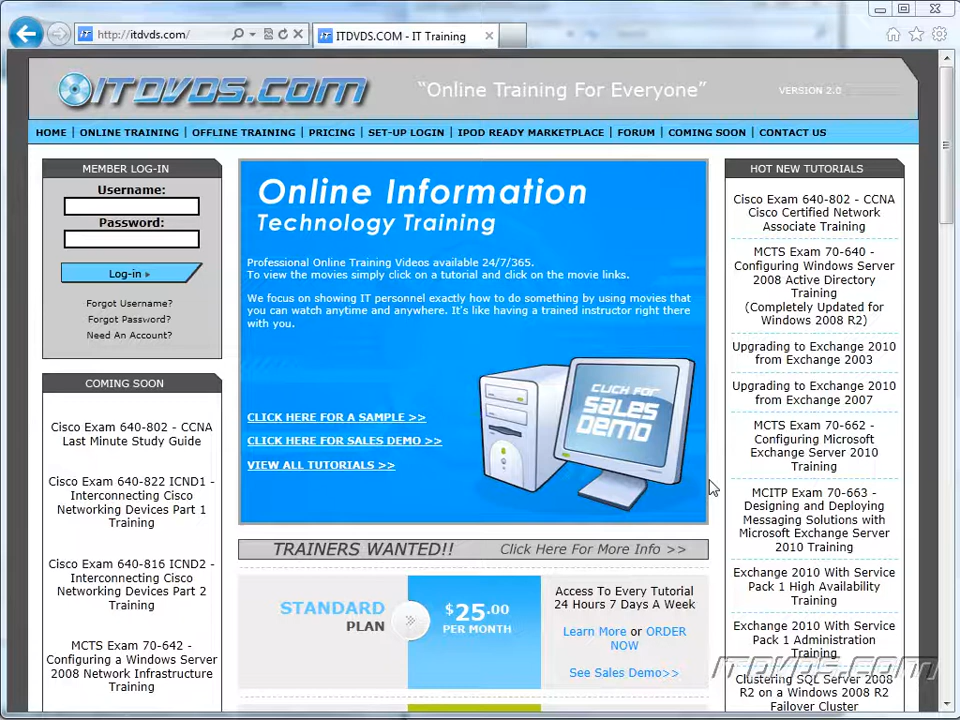 http://itdvds.com/
ITDVDS.COM - IT Training
ITDVDS.COM
“Online Training For Everyone”
VERSION 2.0
HOME | ONLINE TRAINING | OFFLINE TRAINING | PRICING | SET-UP LOGIN | IPOD READY MARKETPLACE | FORUM | COMING SOON | CONTACT US
MEMBER LOG-IN
Username:
Password:
Log-in »
Forgot Username?
Forgot Password?
Need An Account?
COMING SOON
Cisco Exam 640-802 - CCNA
Last Minute Study Guide
Cisco Exam 640-822 ICND1 -
Interconnecting Cisco
Networking Devices Part 1
Training
Cisco Exam 640-816 ICND2 -
Interconnecting Cisco
Networking Devices Part 2
Training
MCTS Exam 70-642 -
Configuring a Windows Server
2008 Network Infrastructure
Training
Online Information
Technology Training
Professional Online Training Videos available 24/7/365.
To view the movies simply click on a tutorial and click on the movie links.
We focus on showing IT personnel exactly how to do something by using movies that
you can watch anytime and anywhere. It's like having a trained instructor right there
with you.
CLICK HERE FOR A SAMPLE >>
CLICK HERE FOR SALES DEMO >>
VIEW ALL TUTORIALS >>
CLICK FOR
SALES
DEMO
TRAINERS WANTED!! Click Here For More Info >>
STANDARD
PLAN
$25.00
PER MONTH
Access To Every Tutorial
24 Hours 7 Days A Week
Learn More or ORDER
NOW
See Sales Demo>>
HOT NEW TUTORIALS
Cisco Exam 640-802 - CCNA
Cisco Certified Network
Associate Training
MCTS Exam 70-640 -
Configuring Windows Server
2008 Active Directory
Training
(Completely Updated for
Windows 2008 R2)
Upgrading to Exchange 2010
from Exchange 2003
Upgrading to Exchange 2010
from Exchange 2007
MCTS Exam 70-662 -
Configuring Microsoft
Exchange Server 2010
Training
MCITP Exam 70-663 -
Designing and Deploying
Messaging Solutions with
Microsoft Exchange Server
2010 Training
Exchange 2010 With Service
Pack 1 High Availability
Training
Exchange 2010 With Service
Pack 1 Administration
Training
Clustering SQL Server 2008
R2 on a Windows 2008 R2
Failover Cluster
ITDVDS.COM